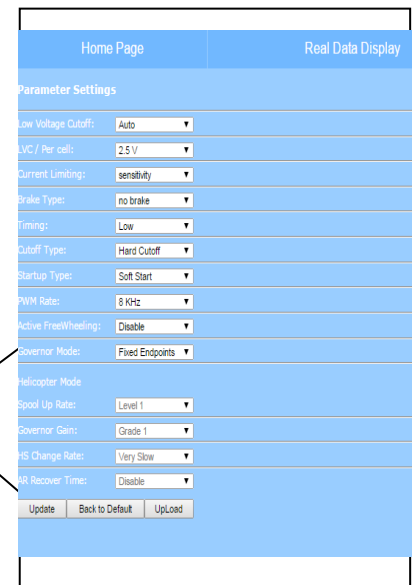 Home Page Real Data Display
Parameter Settings
Low Voltage Cutoff: Auto
LVC / Per cell: 2.5 V
Current Limiting: sensitivity
Brake Type: no brake
Timing: Low
Cutoff Type: Hard Cutoff
Startup Type: Soft Start
PWM Rate: 8 KHz
Active FreeWheeling: Disable
Governor Mode: Fixed Endpoints
Helicopter Mode
Spool Up Rate: Level 1
Governor Gain: Grade 1
HS Change Rate: Very Slow
AR Recover Time: Disable
Update Back to Default UpLoad